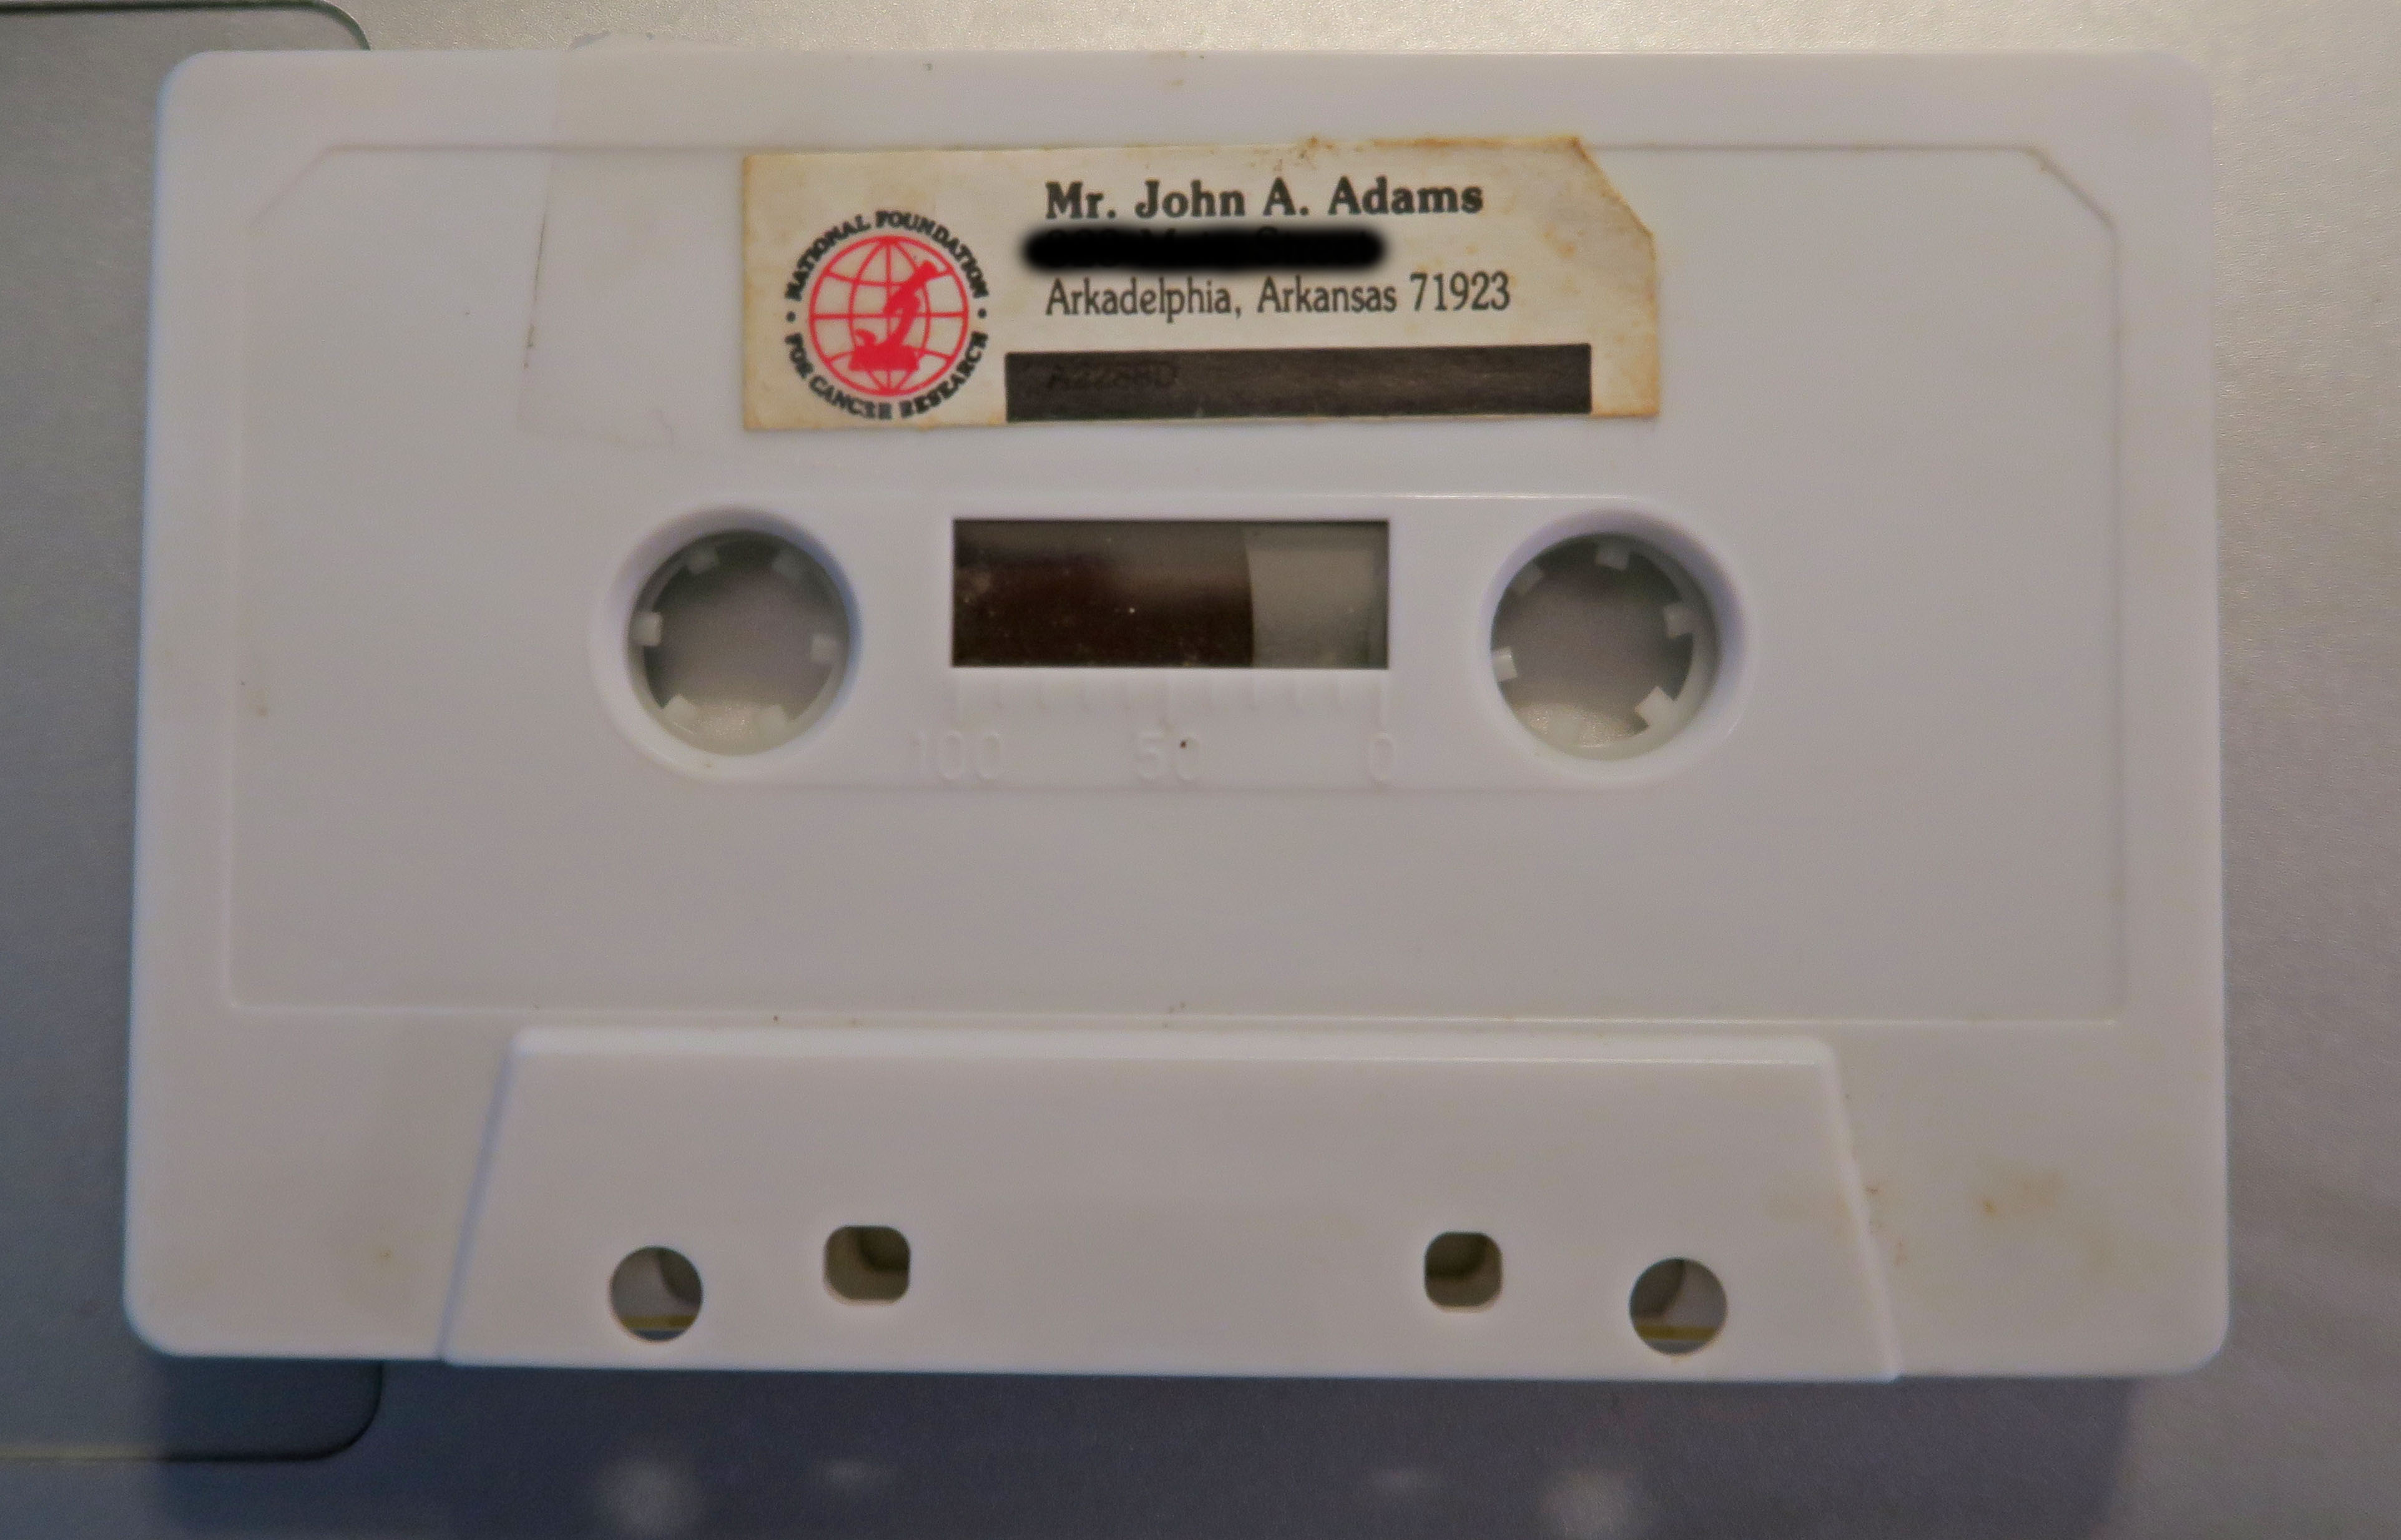 Mr. John A. Adams
Arkadelphia, Arkansas 71923
NATIONAL FOUNDATION
• FOR CANCER RESEARCH •
100 50 0